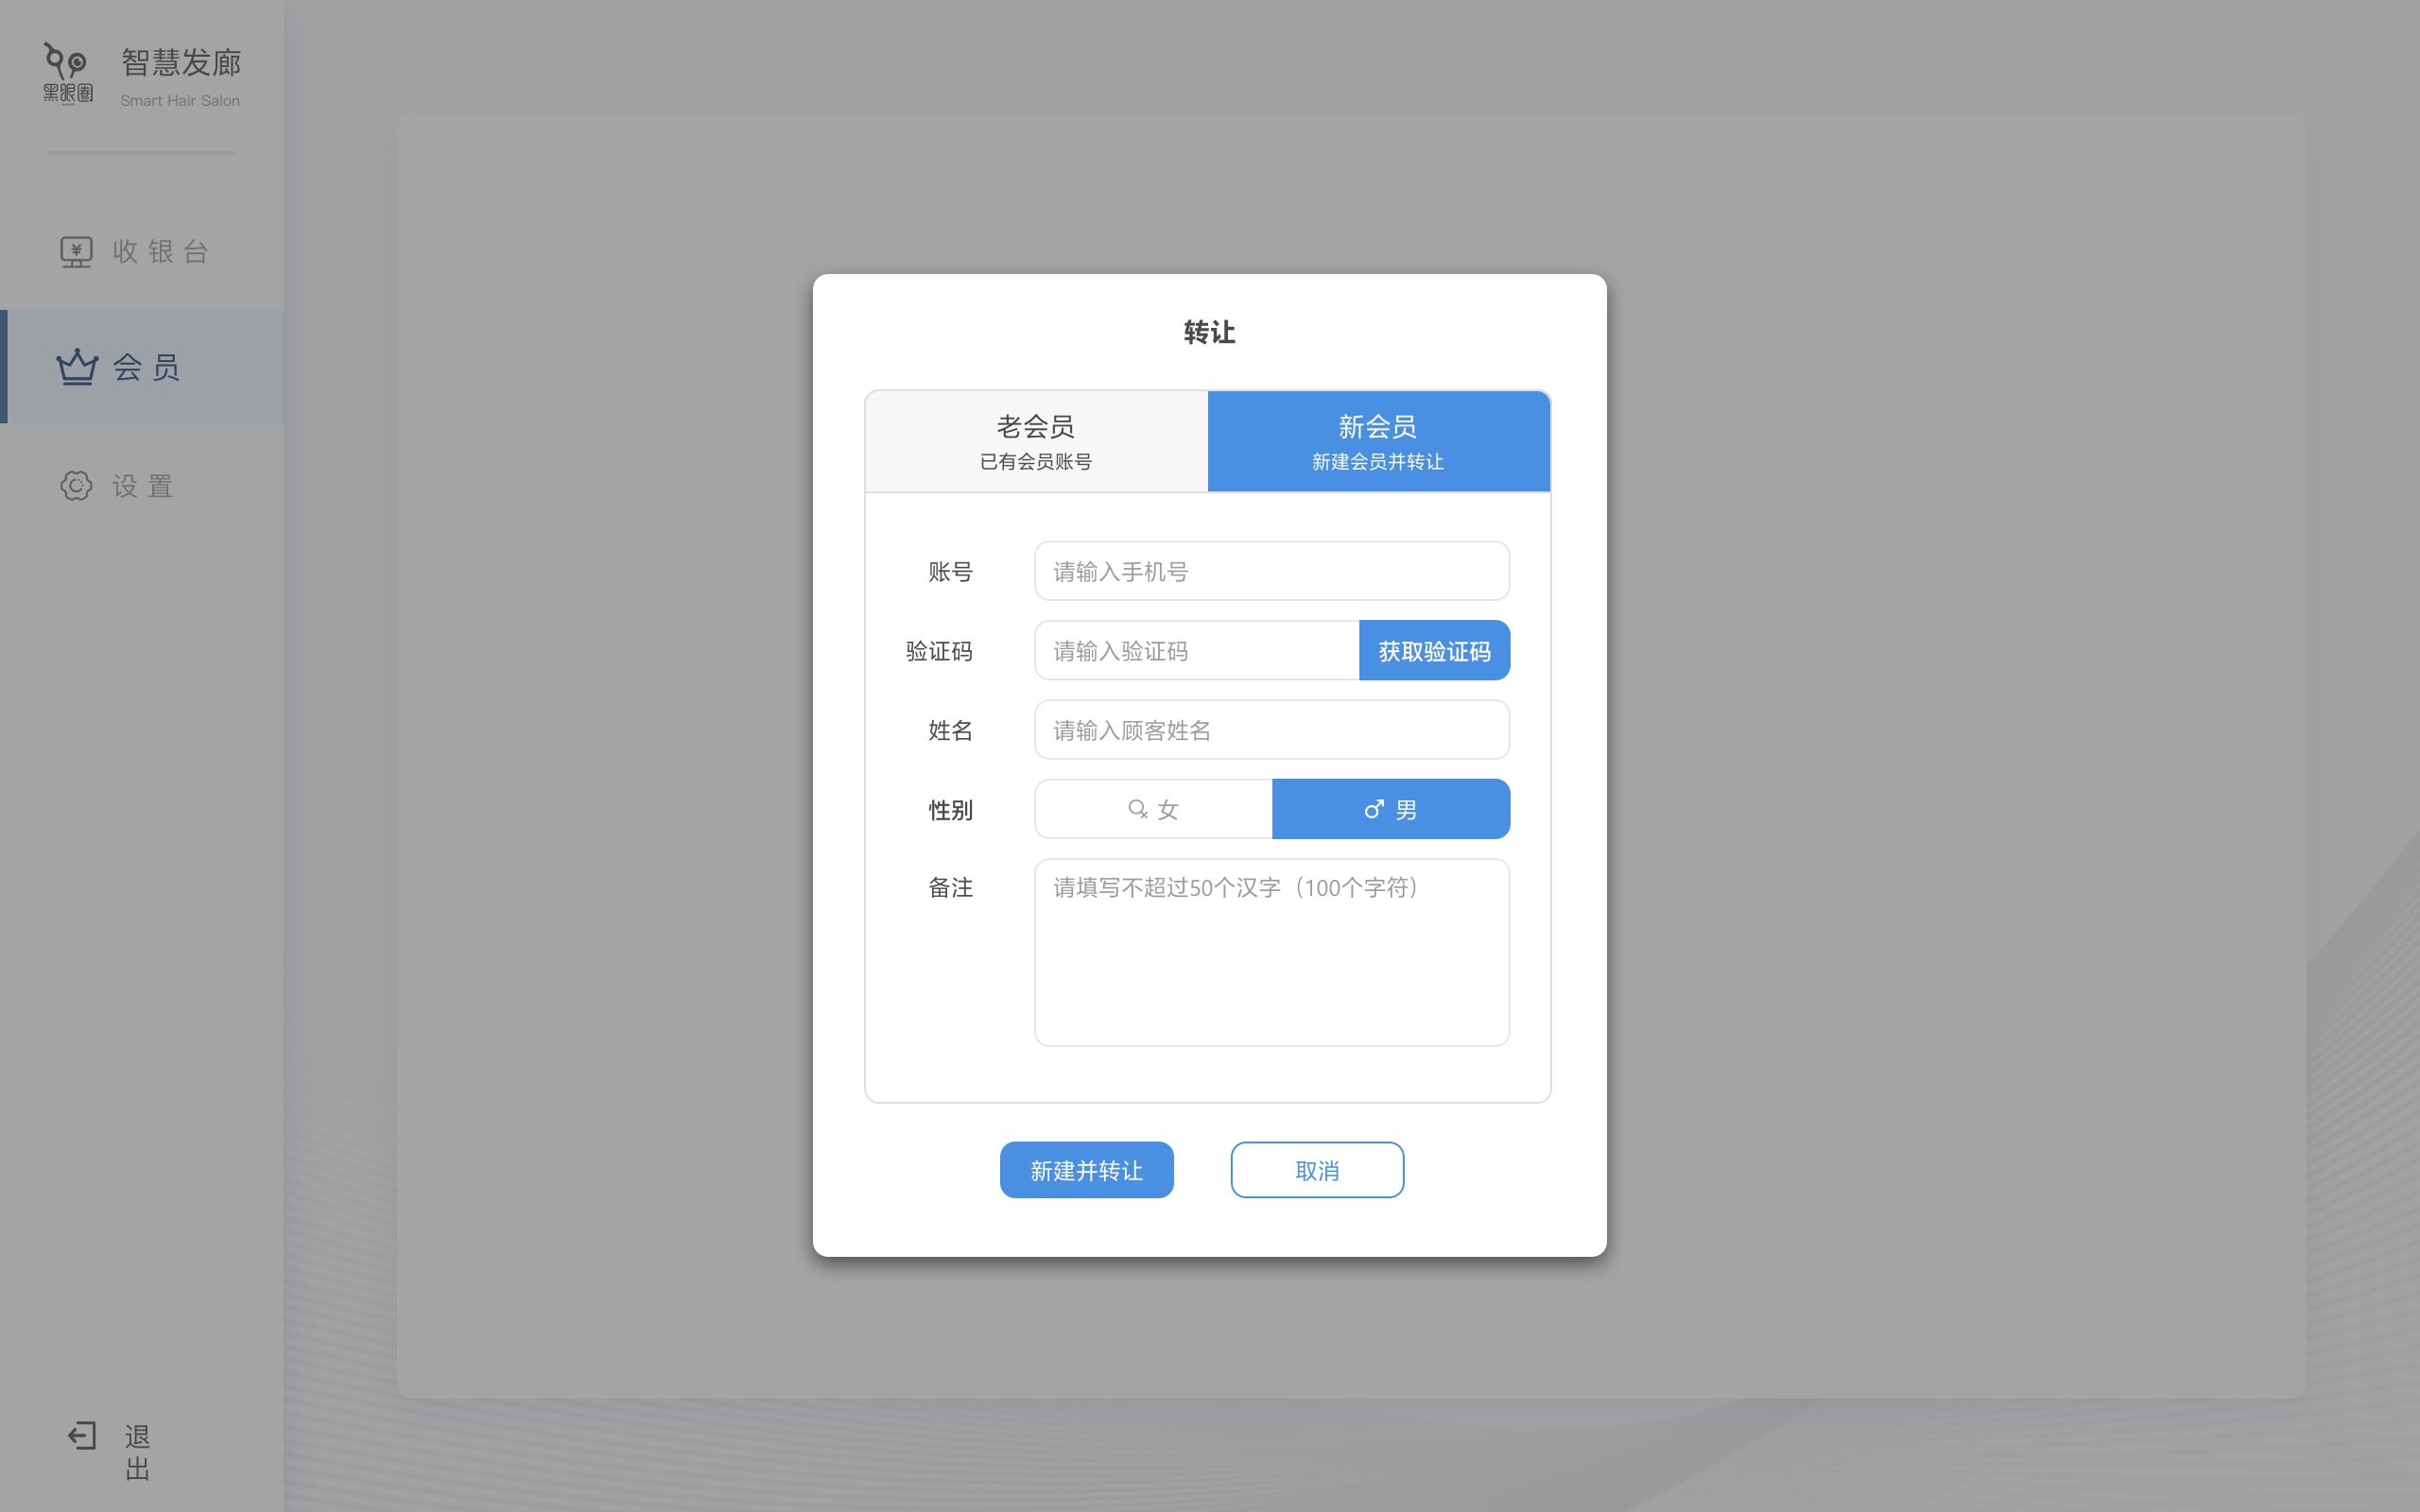 智慧发廊
Smart Hair Salon
黑眼圈
收银台
会员
设置
退
出
转让
老会员
已有会员账号
新会员
新建会员并转让
账号
请输入手机号
验证码
请输入验证码
获取验证码
姓名
请输入顾客姓名
性别
女
男
备注
请填写不超过50个汉字（100个字符）
新建并转让
取消